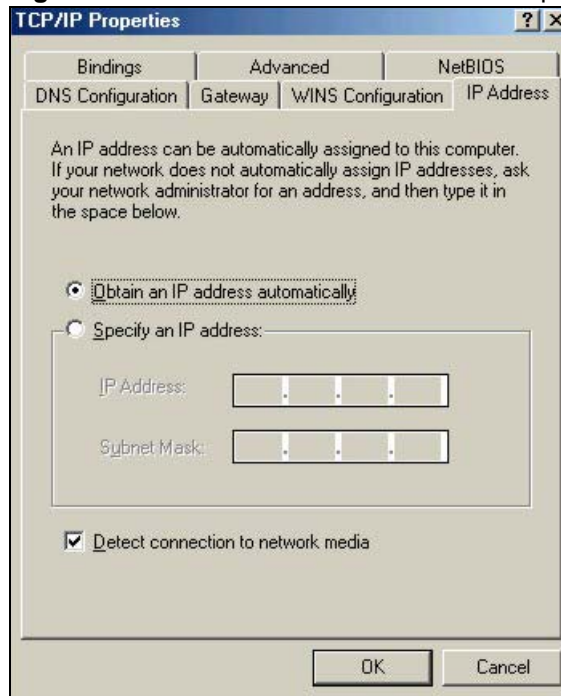 TCP/IP Properties
Bindings
Advanced
NetBIOS
DNS Configuration
Gateway
WINS Configuration
IP Address
An IP address can be automatically assigned to this computer.
If your network does not automatically assign IP addresses, ask
your network administrator for an address, and then type it in
the space below.
Obtain an IP address automatically
Specify an IP address:
IP Address:
Subnet Mask:
Detect connection to network media
OK
Cancel